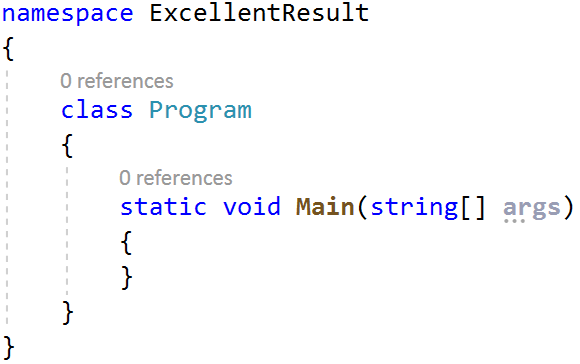 namespace ExcellentResult
{
0 references
class Program
{
0 references
static void Main(string[] args)
{
}
}
}